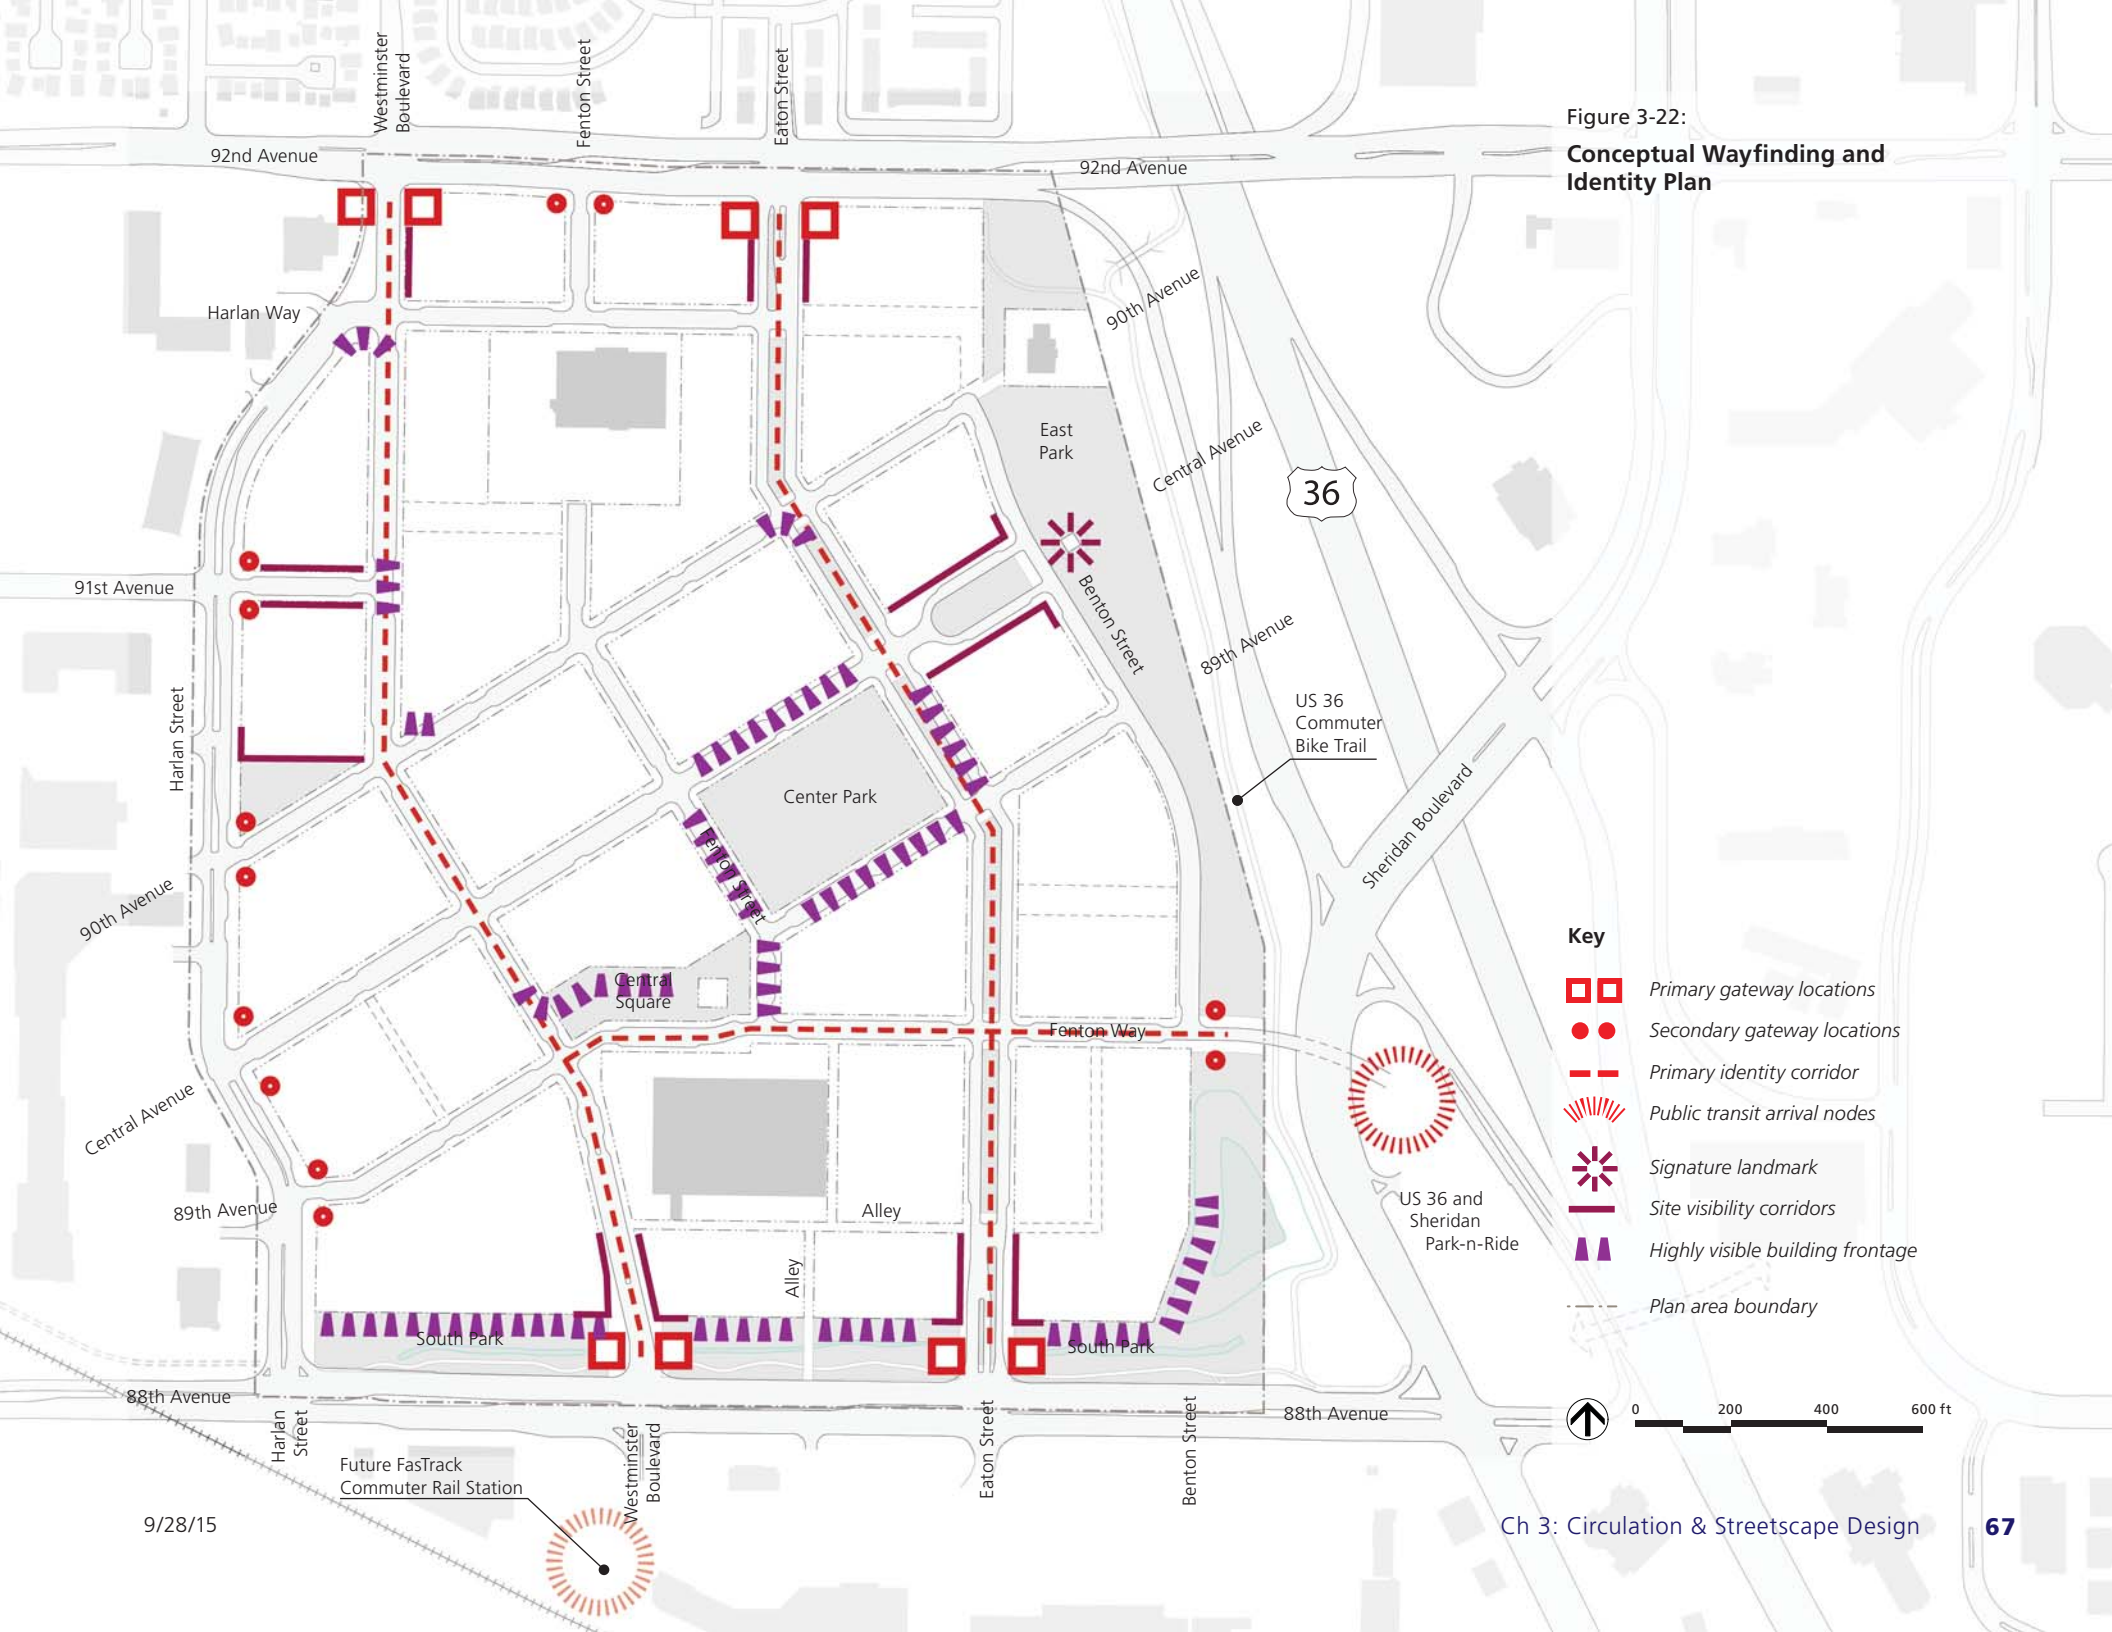 Westminster
Boulevard
Fenton Street
Eaton Street
Figure 3-22:
Conceptual Wayfinding and
Identity Plan
92nd Avenue
92nd Avenue
90th Avenue
Harlan Way
East
Park
Central Avenue
36
91st Avenue
Benton Street
89th Avenue
Harlan Street
US 36
Commuter
Bike Trail
Center Park
Sheridan Boulevard
Fenton Street
90th Avenue
Key
Central
Square
Primary gateway locations
Fenton Way
Secondary gateway locations
Primary identity corridor
Public transit arrival nodes
Central Avenue
Signature landmark
US 36 and
Sheridan
Park-n-Ride
89th Avenue
Alley
Site visibility corridors
Alley
Highly visible building frontage
Plan area boundary
South Park
South Park
88th Avenue
88th Avenue
0 200 400 600 ft
Harlan
Street
Westminster
Boulevard
Eaton Street
Benton Street
Future FasTrack
Commuter Rail Station
9/28/15
Ch 3: Circulation & Streetscape Design 67